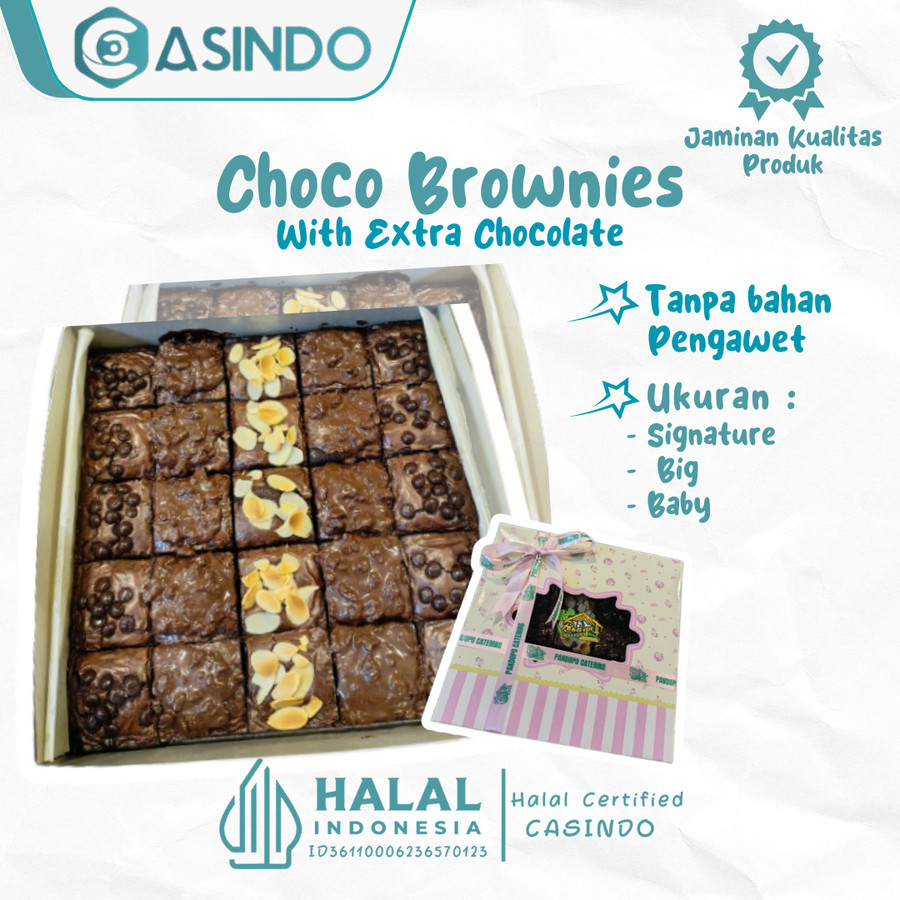 CASINDO
Jaminan Kualitas
Produk
Choco Brownies
With Extra Chocolate
Tanpa bahan
Pengawet
Ukuran :
- Signature
- Big
- Baby
PANDOPO CATERING
PANDOPO CATERING
HALAL
INDONESIA
ID36110006236570123
Halal Certified
CASINDO